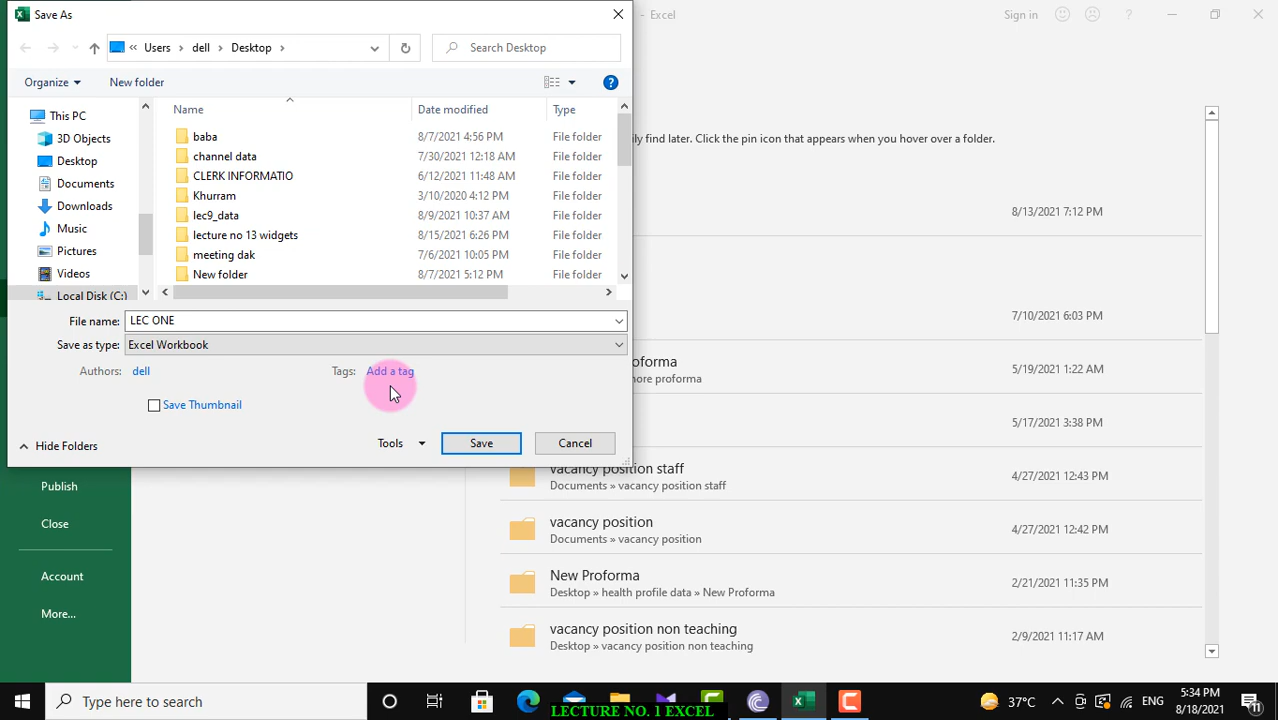 Save As
- Excel
Sign in
?
« Users > dell > Desktop >
Search Desktop
Organize
New folder
?
This PC
3D Objects
Desktop
Documents
Downloads
Music
Pictures
Videos
Local Disk (C:)
Name
Date modified
Type
baba
8/7/2021 4:56 PM
File folder
channel data
7/30/2021 12:18 AM
File folder
CLERK INFORMATIO
6/12/2021 11:48 AM
File folder
Khurram
3/10/2020 4:12 PM
File folder
lec9_data
8/9/2021 10:37 AM
File folder
lecture no 13 widgets
8/15/2021 6:26 PM
File folder
meeting dak
7/6/2021 10:05 PM
File folder
New folder
8/7/2021 5:12 PM
File folder
File name: LEC ONE
Save as type: Excel Workbook
Authors: dell
Tags: Add a tag
Save Thumbnail
Hide Folders
Tools
Save
Cancel
ily find later. Click the pin icon that appears when you hover over a folder.
8/13/2021 7:12 PM
7/10/2021 6:03 PM
oforma
nore proforma
5/19/2021 1:22 AM
5/17/2021 3:38 PM
vacancy position staff
Documents » vacancy position staff
4/27/2021 12:43 PM
vacancy position
Documents » vacancy position
4/27/2021 12:42 PM
New Proforma
Desktop » health profile data » New Proforma
2/21/2021 11:35 PM
vacancy position non teaching
Desktop » vacancy position non teaching
2/9/2021 11:17 AM
Publish
Close
Account
More...
Type here to search
LECTURE NO. 1 EXCEL
37°C
ENG
5:34 PM
8/18/2021
11